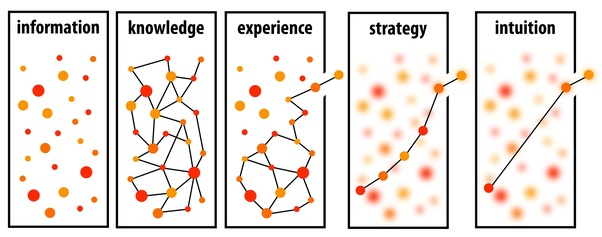 information
knowledge
experience
strategy
intuition